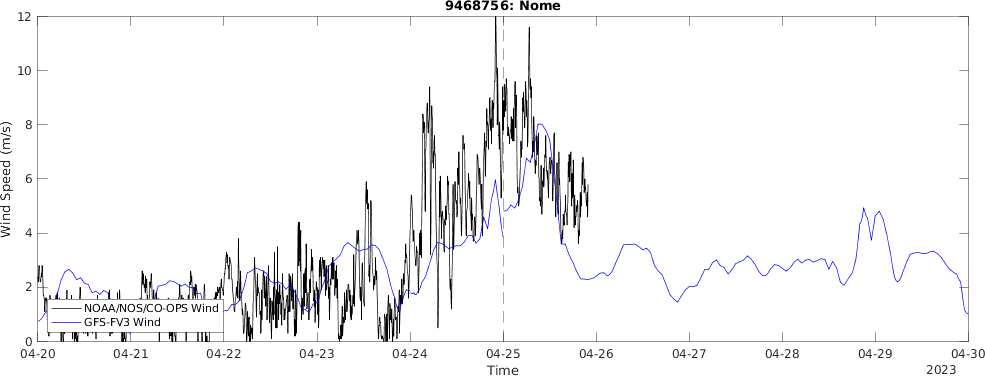 9468756: Nome
12
10
8
6
4
2
0
Wind Speed (m/s)
NOAA/NOS/CO-OPS Wind
GFS-FV3 Wind
04-20 04-21 04-22 04-23 04-24 04-25 04-26 04-27 04-28 04-29 04-30
Time
2023